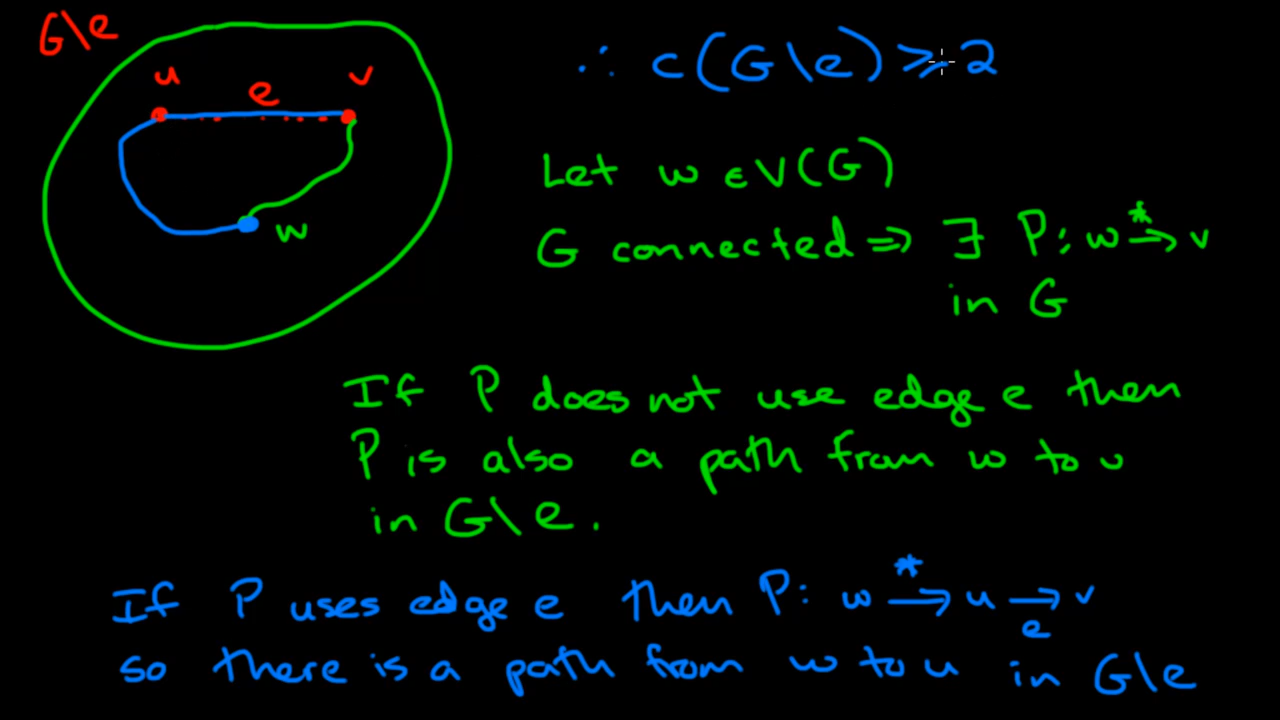 G\e
u
v
e
w
∴ c(G\e) ≥ 2
Let w ∈ V(G)
G connected ⇒ ∃ P: w →* v
in G
If P does not use edge e then
P is also a path from w to v
in G\e.
If P uses edge e then P: w →* u →e v
so there is a path from w to u in G\e